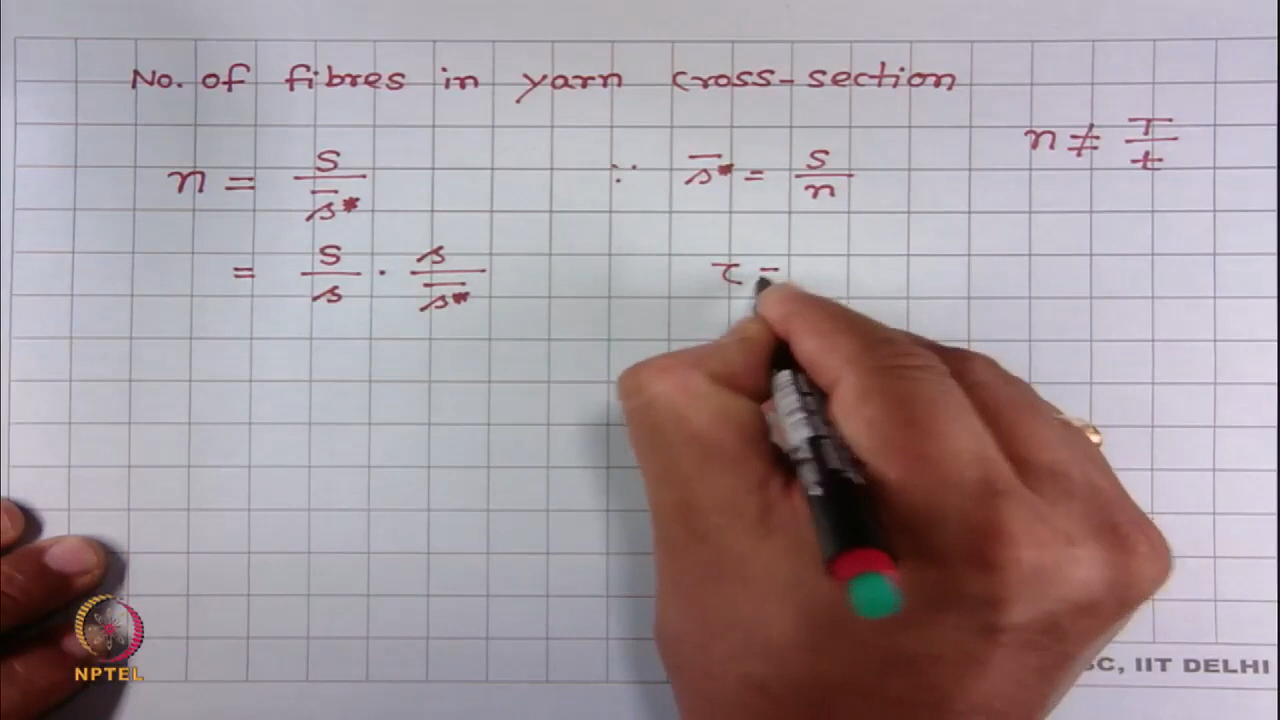 No. of fibres in yarn cross-section
n ≠ T/t
n = S/s̄* ∵ s̄* = S/n
= S/s · s/s̄* τ =
NPTEL
SC, IIT DELHI